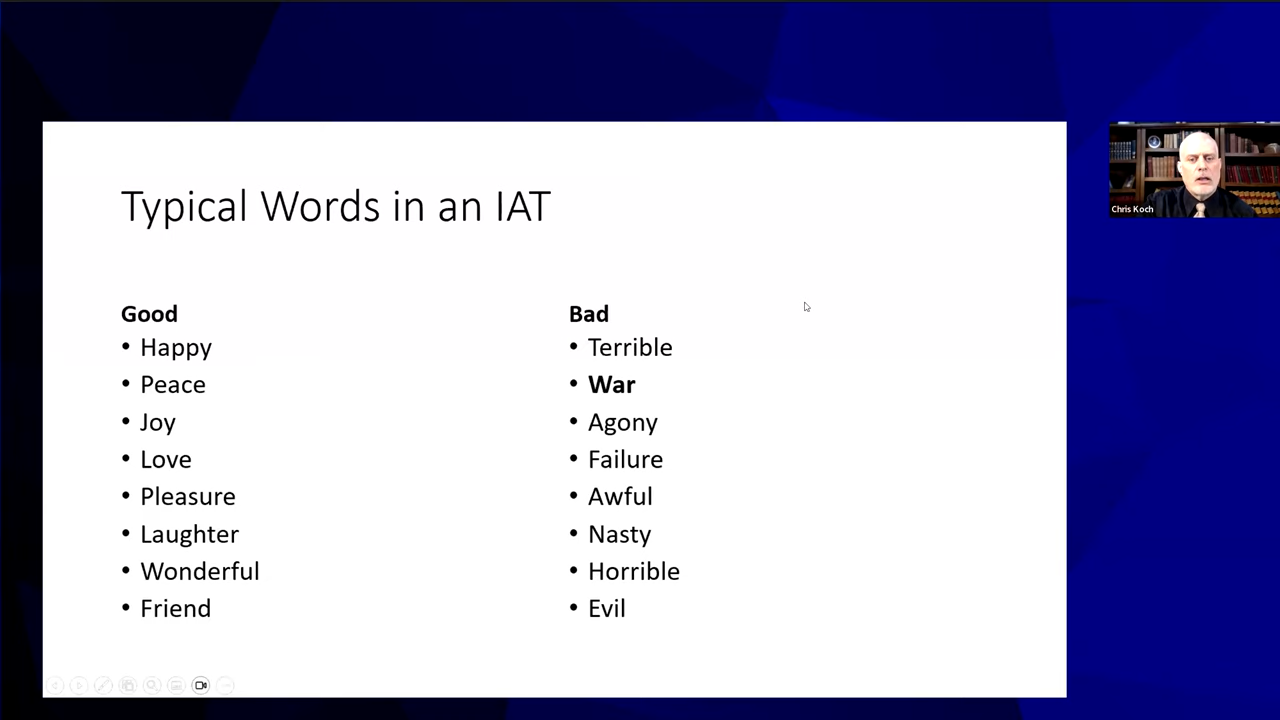 Typical Words in an IAT
Chris Koch
Good
• Happy
• Peace
• Joy
• Love
• Pleasure
• Laughter
• Wonderful
• Friend
Bad
• Terrible
• War
• Agony
• Failure
• Awful
• Nasty
• Horrible
• Evil